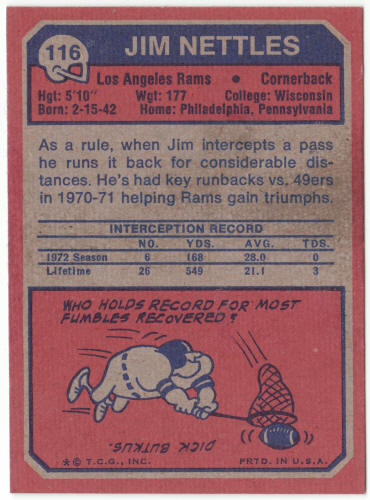 116
JIM NETTLES
Los Angeles Rams • Cornerback
Hgt: 5'10" Wgt: 177 College: Wisconsin
Born: 2-15-42 Home: Philadelphia, Pennsylvania
As a rule, when Jim intercepts a pass
he runs it back for considerable dis-
tances. He's had key runbacks vs. 49ers
in 1970-71 helping Rams gain triumphs.
INTERCEPTION RECORD
NO. YDS. AVG. TDS.
1972 Season 6 168 28.0 0
Lifetime 26 549 21.1 3
WHO HOLDS RECORD FOR MOST
FUMBLES RECOVERED?
DICK BUTKUS.
* © T.C.G., INC. PRTD. IN U.S.A.